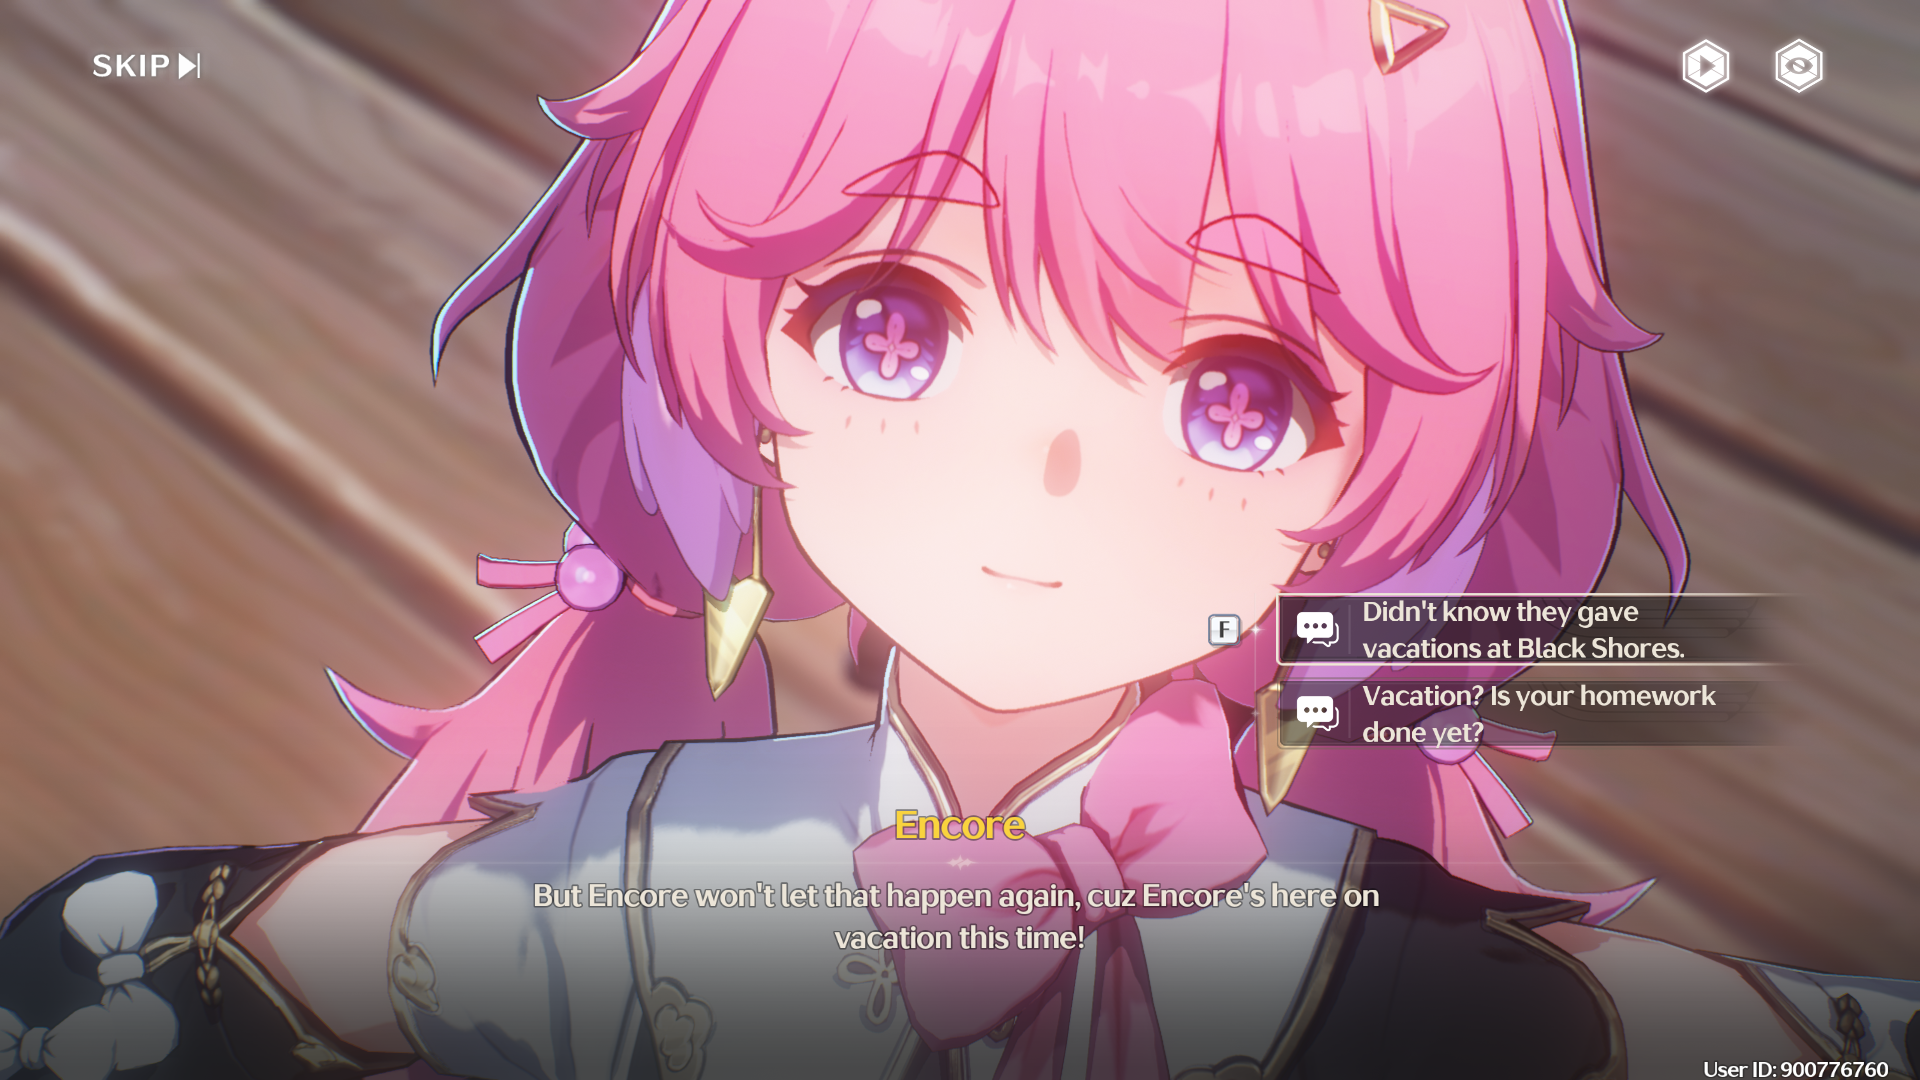 SKIP
F
Didn't know they gave
vacations at Black Shores.
Vacation? Is your homework
done yet?
Encore
But Encore won't let that happen again, cuz Encore's here on
vacation this time!
User ID: 900776760